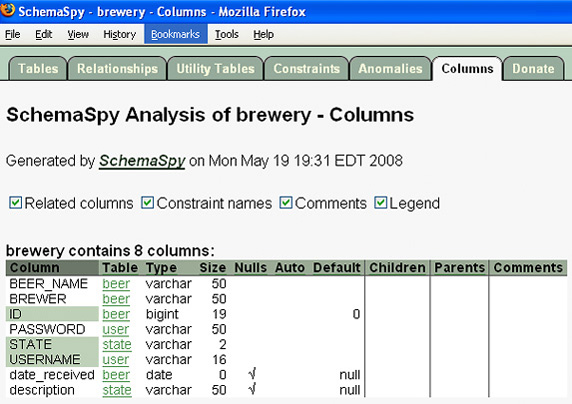 SchemaSpy - brewery - Columns - Mozilla Firefox
File Edit View History Bookmarks Tools Help
Tables Relationships Utility Tables Constraints Anomalies Columns Donate
SchemaSpy Analysis of brewery - Columns
Generated by SchemaSpy on Mon May 19 19:31 EDT 2008
Related columns Constraint names Comments Legend
brewery contains 8 columns:
Column Table Type Size Nulls Auto Default Children Parents Comments
BEER_NAME beer varchar 50
BREWER beer varchar 50
ID beer bigint 19 0
PASSWORD user varchar 50
STATE state varchar 2
USERNAME user varchar 16
date_received beer date 0 √ null
description state varchar 50 √ null